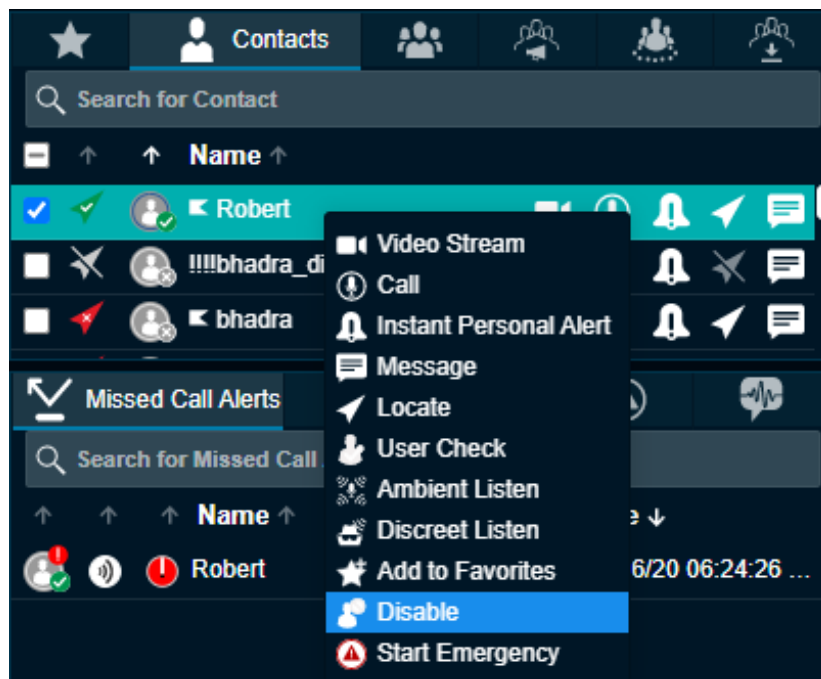 Contacts
Search for Contact
Name
Robert
!!!!bhadra_di
bhadra
Video Stream
Call
Instant Personal Alert
Message
Locate
User Check
Ambient Listen
Discreet Listen
Add to Favorites
Disable
Start Emergency
Missed Call Alerts
Search for Missed Call
Name e
Robert 6/20 06:24:26 ...